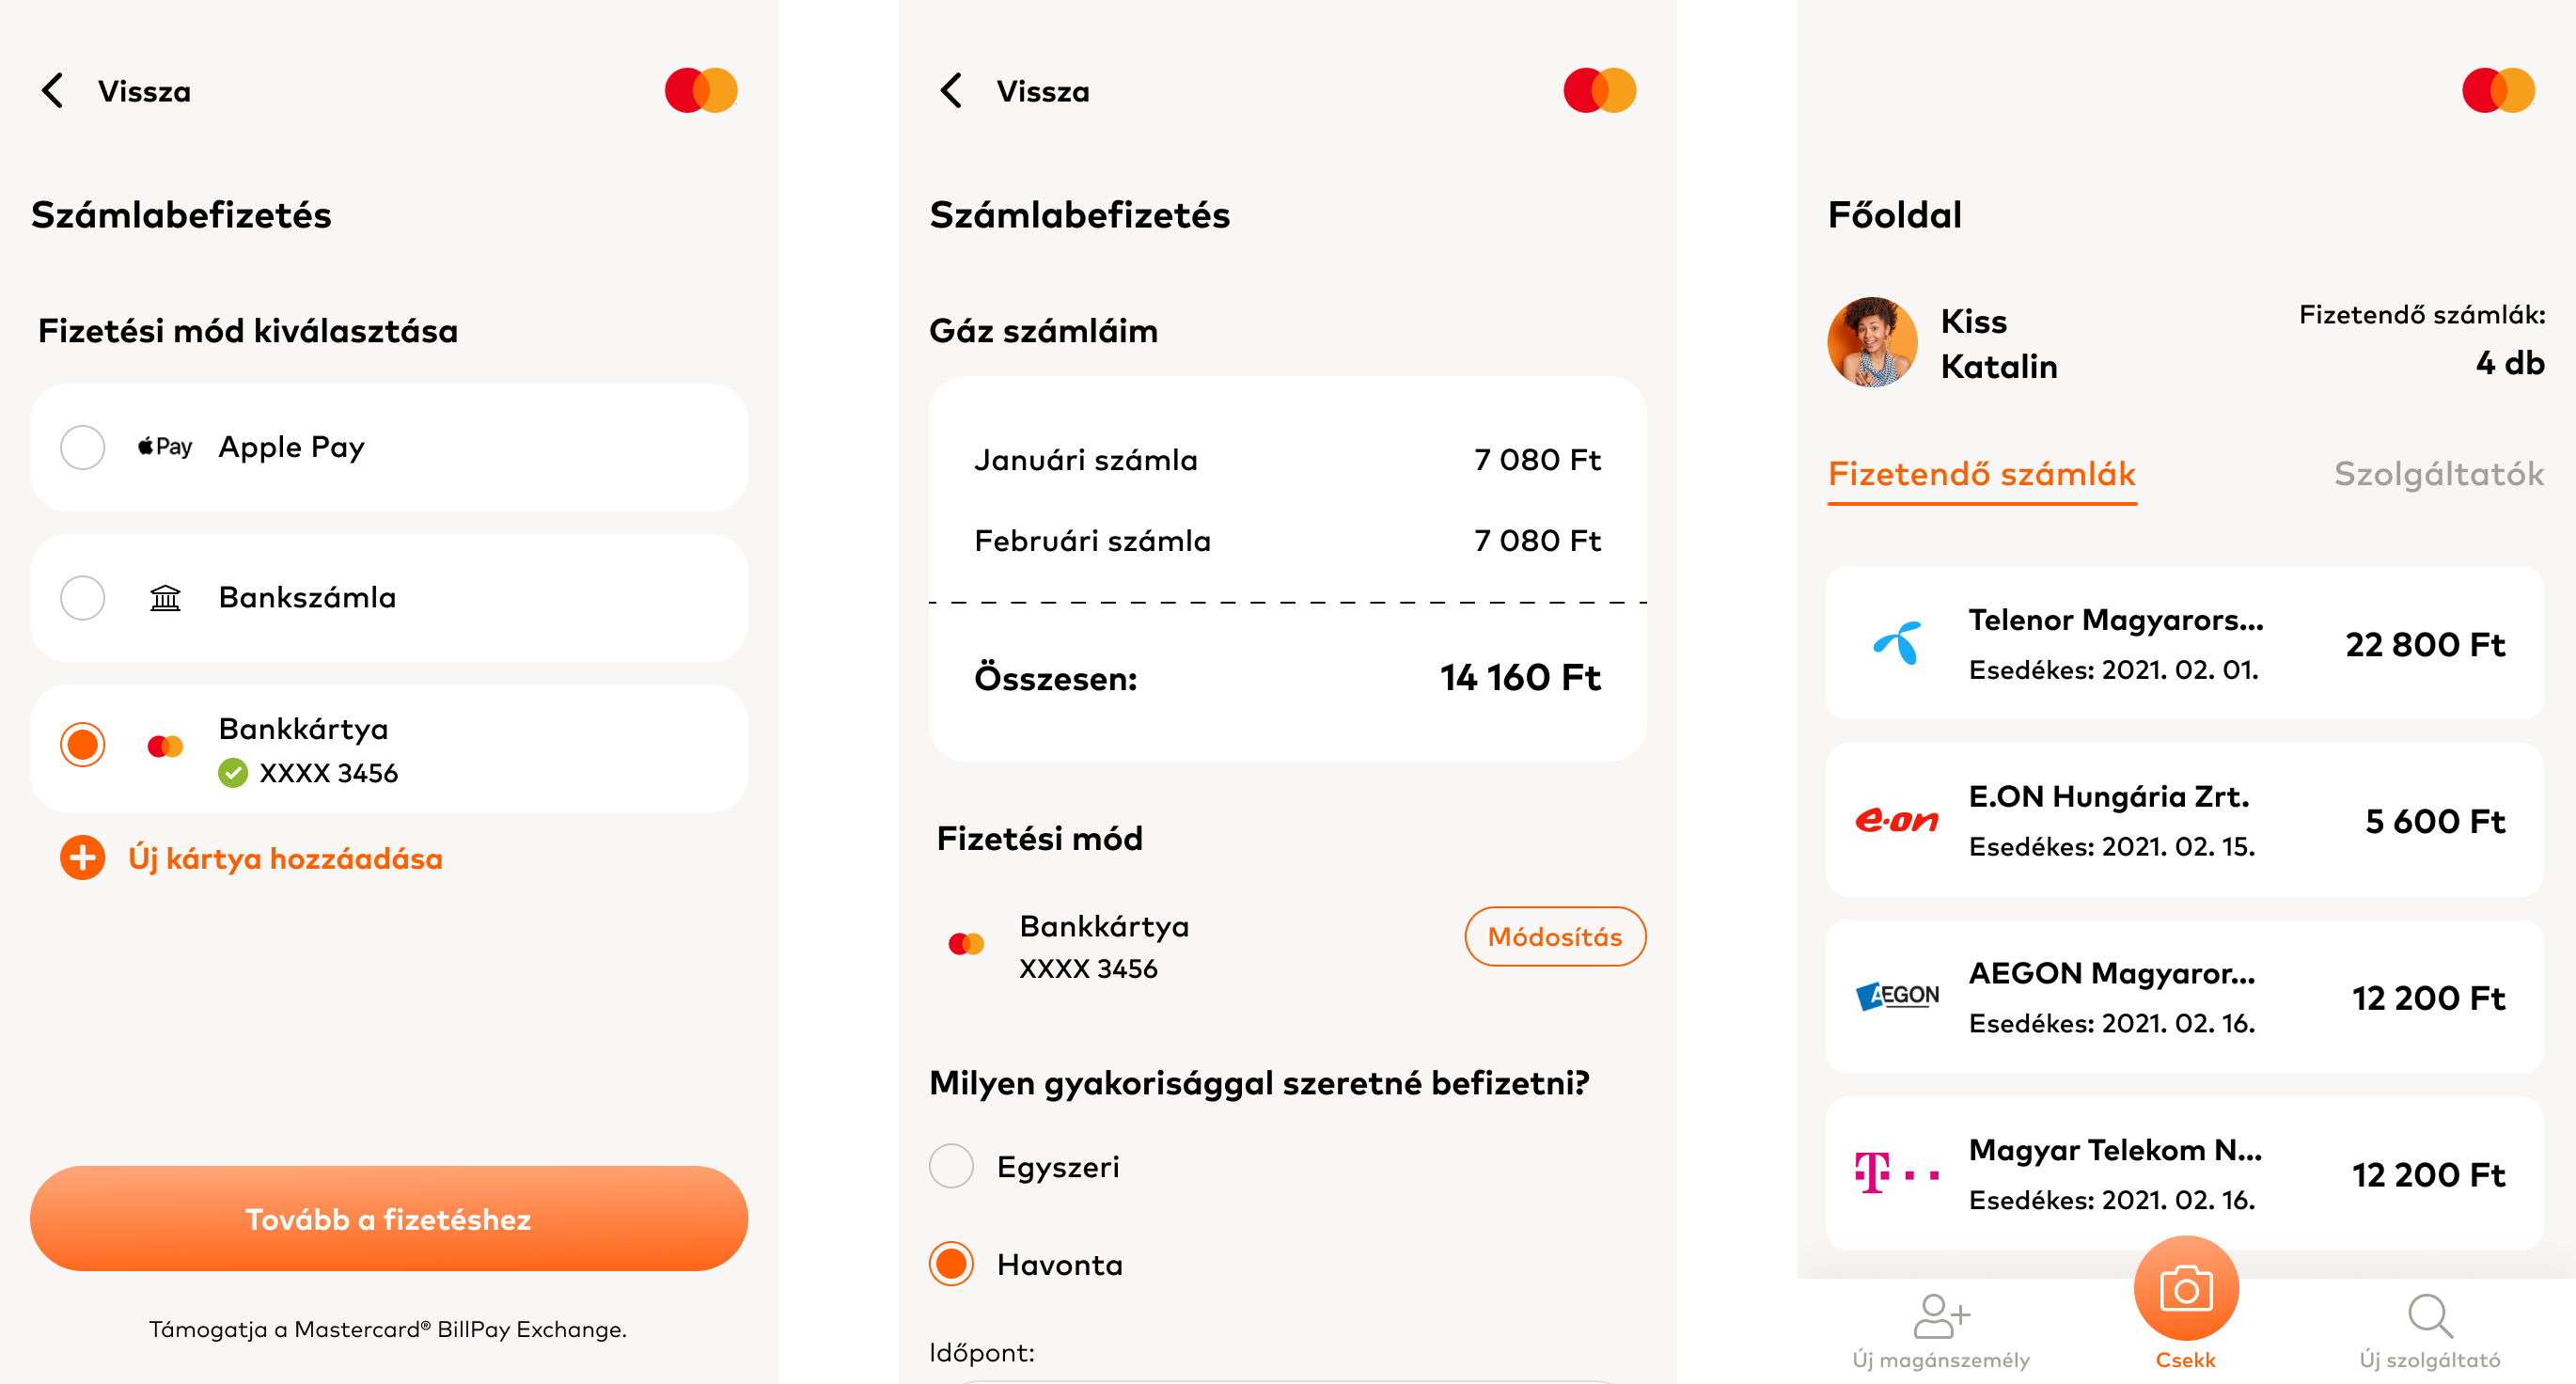 Vissza
Számlabefizetés
Fizetési mód kiválasztása
Pay Apple Pay
Bankszámla
Bankkártya
XXXX 3456
Új kártya hozzáadása
Tovább a fizetéshez
Támogatja a Mastercard® BillPay Exchange.
Vissza
Számlabefizetés
Gáz számláim
Januári számla 7 080 Ft
Februári számla 7 080 Ft
Összesen: 14 160 Ft
Fizetési mód
Bankkártya
XXXX 3456
Módosítás
Milyen gyakorisággal szeretné befizetni?
Egyszeri
Havonta
Időpont:
Főoldal
Kiss
Katalin
Fizetendő számlák:
4 db
Fizetendő számlák Szolgáltatók
Telenor Magyarors...
Esedékes: 2021. 02. 01.
22 800 Ft
e·on
E.ON Hungária Zrt.
Esedékes: 2021. 02. 15.
5 600 Ft
AEGON
AEGON Magyaror...
Esedékes: 2021. 02. 16.
12 200 Ft
T
Magyar Telekom N...
Esedékes: 2021. 02. 16.
12 200 Ft
Új magánszemély Csekk Új szolgáltató